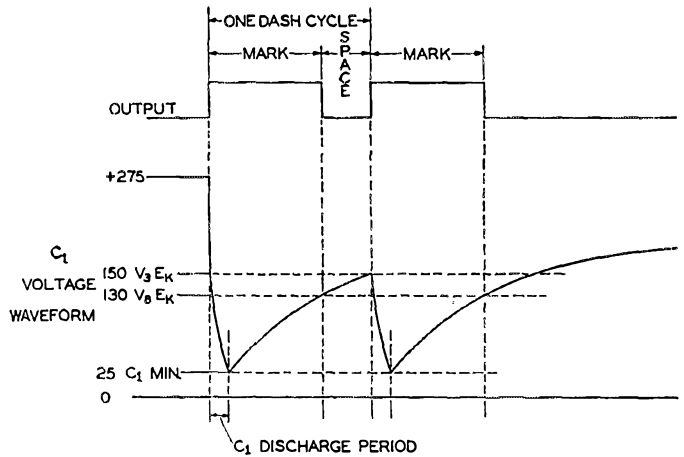 ONE DASH CYCLE
MARK
SPACE
MARK
OUTPUT
+275
C1
VOLTAGE
WAVEFORM
150 V3 EK
130 V8 EK
25 C1 MIN.
0
C1 DISCHARGE PERIOD